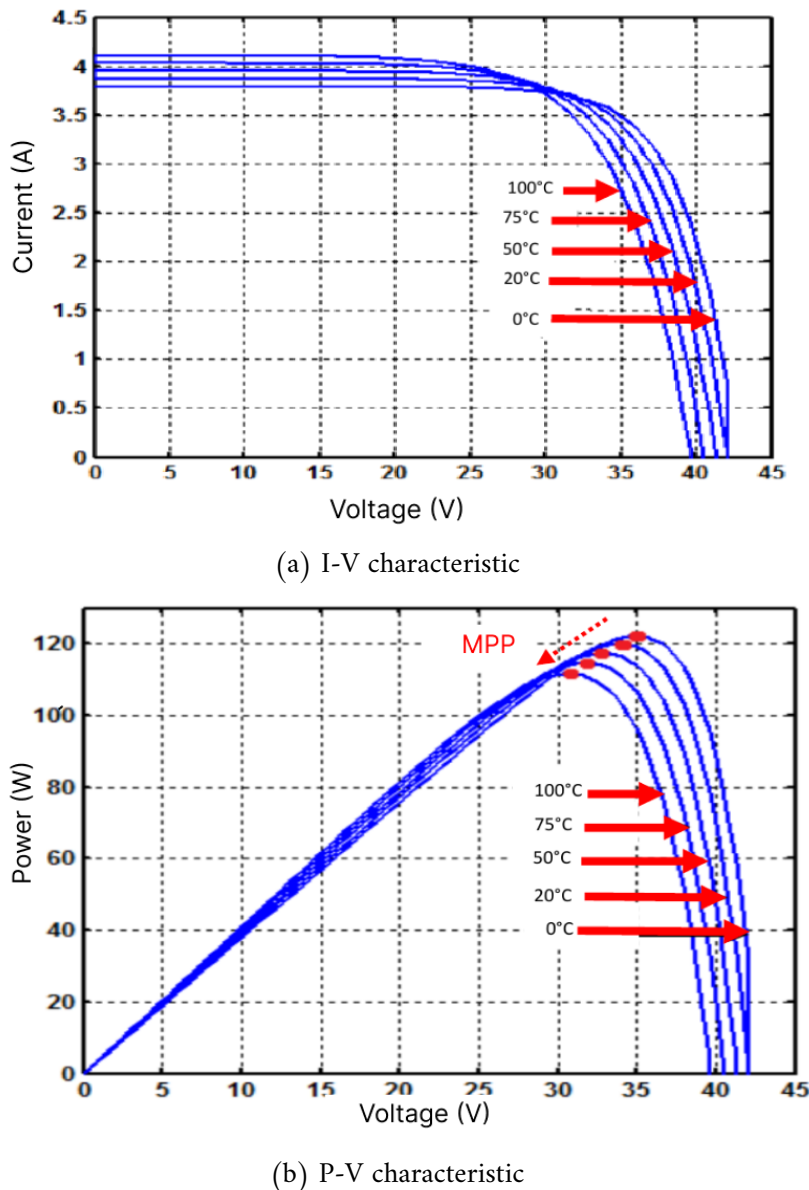 4.5
4
3.5
3
2.5
2
1.5
1
0.5
0
Current (A)
100°C
75°C
50°C
20°C
0°C
0 5 10 15 20 25 30 35 40 45
Voltage (V)
(a) I-V characteristic
120
100
80
60
40
20
0
Power (W)
MPP
100°C
75°C
50°C
20°C
0°C
0 5 10 15 20 25 30 35 40 45
Voltage (V)
(b) P-V characteristic